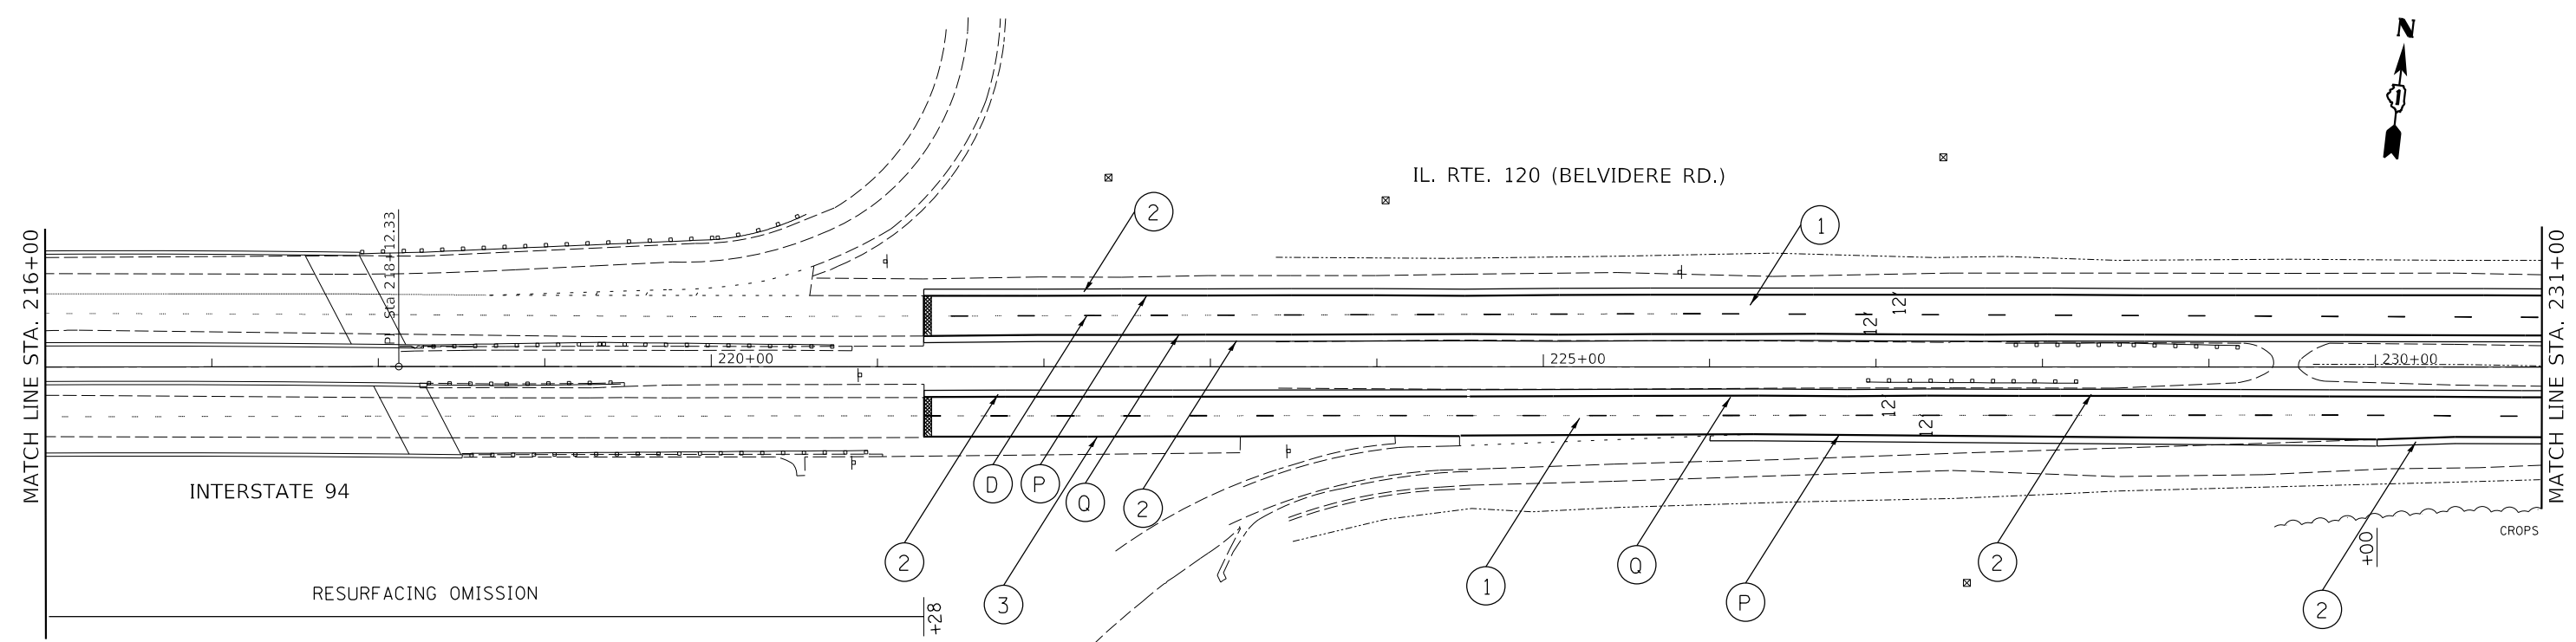 N
1
IL. RTE. 120 (BELVIDERE RD.)
2
1
MATCH LINE STA. 216+00
PI Sta 218+12.33
12'
12'
MATCH LINE STA. 231+00
220+00
225+00
230+00
12'
12'
INTERSTATE 94
D
P
Q
2
CROPS
2
3
1
Q
P
2
2
+00
RESURFACING OMISSION
+28